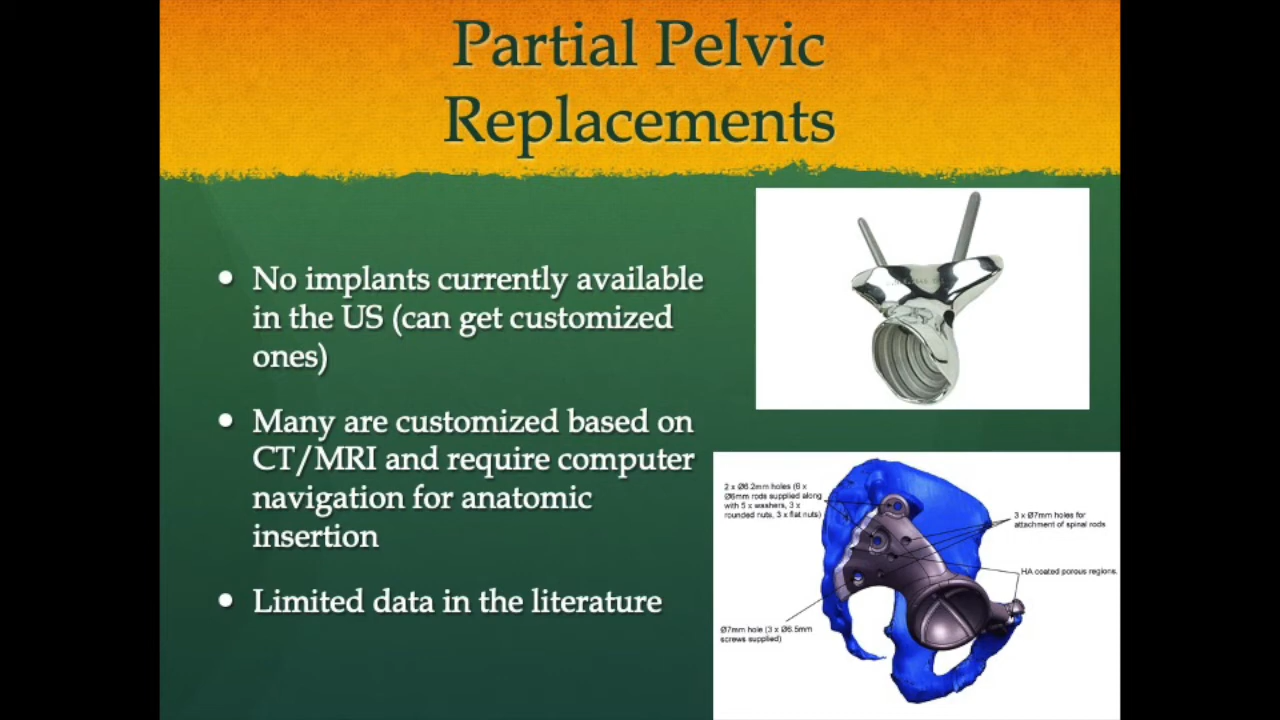 Partial Pelvic
Replacements
No implants currently available
in the US (can get customized
ones)
Many are customized based on
CT/MRI and require computer
navigation for anatomic
insertion
Limited data in the literature
2 x Ø6.2mm holes (6 x
Ø6mm rods supplied along
with 5 x washers, 3 x
rounded nuts, 3 x flat nuts)
3 x Ø7mm holes for
attachment of spinal rods
HA coated porous regions.
Ø7mm hole (3 x Ø6.5mm
screws supplied)